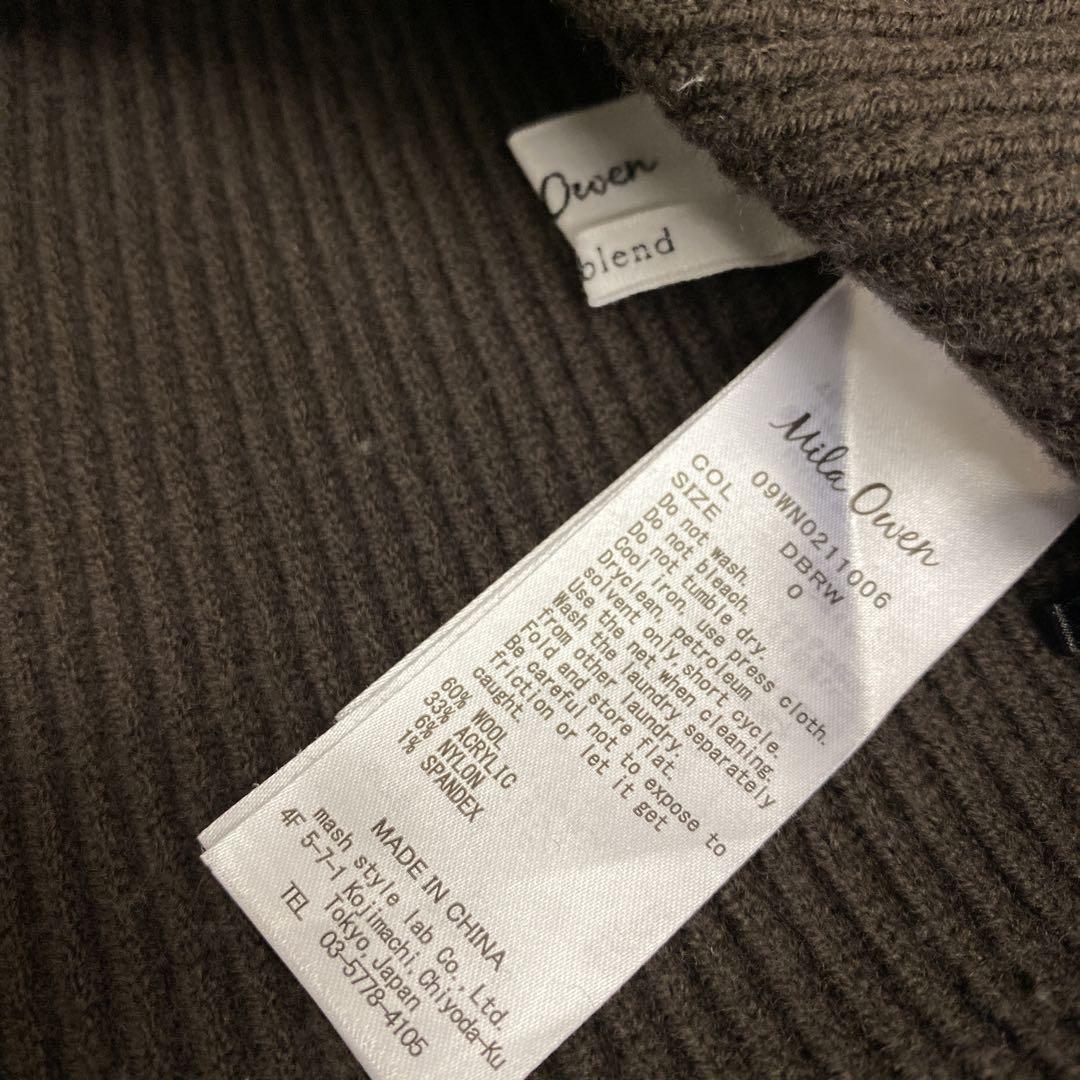 Owen
blend
Mila Owen
09WN0211006
COL DBRW
SIZE 0
Do not wash.
Do not bleach.
Do not tumble dry.
Cool iron, use press cloth.
Dryclean, petroleum
solvent only, short cycle.
Use the net when cleaning.
Wash the laundry separately
from other laundry.
Fold and store flat.
Be careful not to expose to
friction or let it get
caught.
60% WOOL
33% ACRYLIC
6% NYLON
1% SPANDEX
MADE IN CHINA
mash style lab Co., Ltd.
4F 5-7-1 Kojimachi, Chiyoda-Ku
Tokyo, Japan
TEL 03-5778-4105